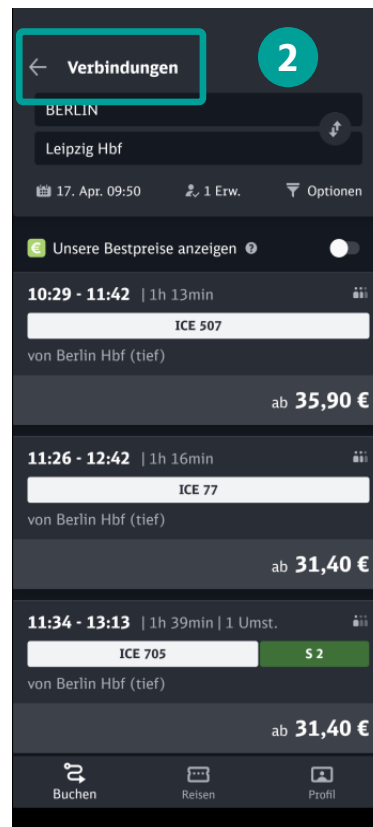 Verbindungen
2
BERLIN
Leipzig Hbf
17. Apr. 09:50 1 Erw. Optionen
€ Unsere Bestpreise anzeigen ?
10:29 - 11:42 | 1h 13min
ICE 507
von Berlin Hbf (tief)
ab 35,90 €
11:26 - 12:42 | 1h 16min
ICE 77
von Berlin Hbf (tief)
ab 31,40 €
11:34 - 13:13 | 1h 39min | 1 Umst.
ICE 705 S 2
von Berlin Hbf (tief)
ab 31,40 €
Buchen Reisen Profil